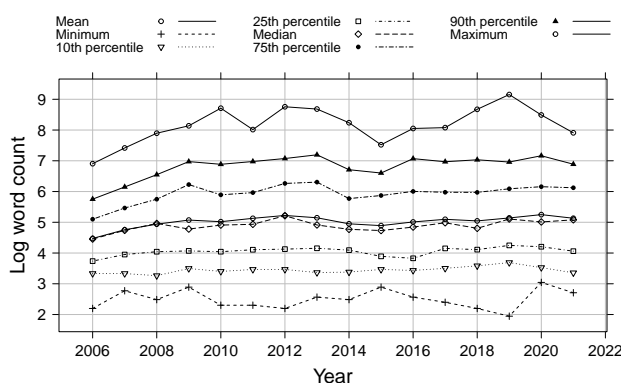 Mean 25th percentile 90th percentile
Minimum Median Maximum
10th percentile 75th percentile
Log word count
9
8
7
6
5
4
3
2
2006 2008 2010 2012 2014 2016 2018 2020 2022
Year